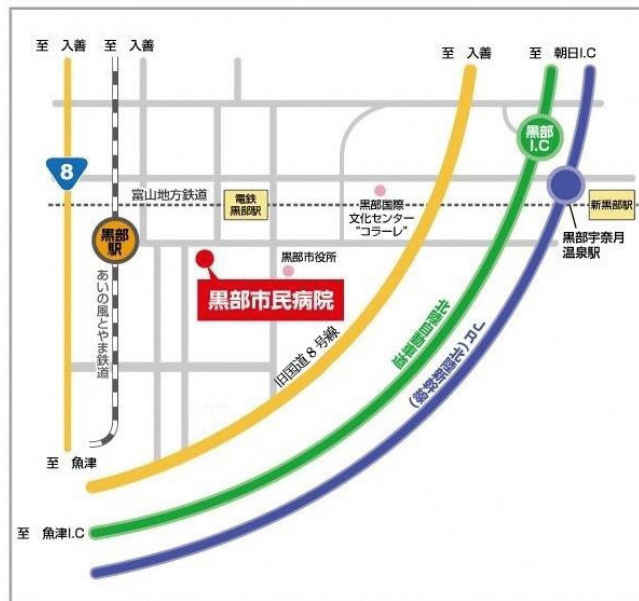 至 入善
至 入善
至 入善
至 朝日I.C
黒部
I.C
8
富山地方鉄道
電鉄
黒部駅
黒部国際
文化センター
"コラーレ"
新黒部駅
黒部
駅
黒部市役所
黒部宇奈月
温泉駅
黒部市民病院
あいの風とやま鉄道
旧国道8号線
北陸自動車道
JR(北陸新幹線)
至 魚津
至 魚津I.C